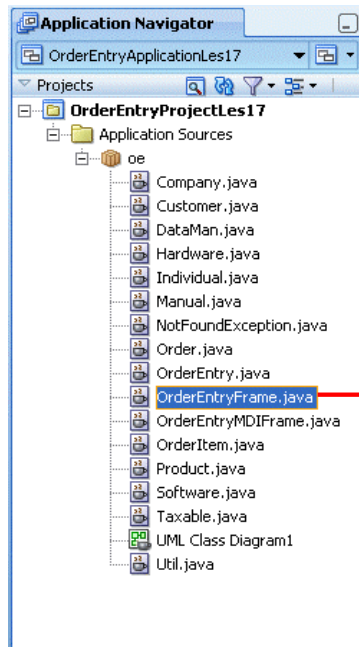 Application Navigator
OrderEntryApplicationLes17
Projects
OrderEntryProjectLes17
Application Sources
oe
Company.java
Customer.java
DataMan.java
Hardware.java
Individual.java
Manual.java
NotFoundException.java
Order.java
OrderEntry.java
OrderEntryFrame.java
OrderEntryMDIFrame.java
OrderItem.java
Product.java
Software.java
Taxable.java
UML Class Diagram1
Util.java